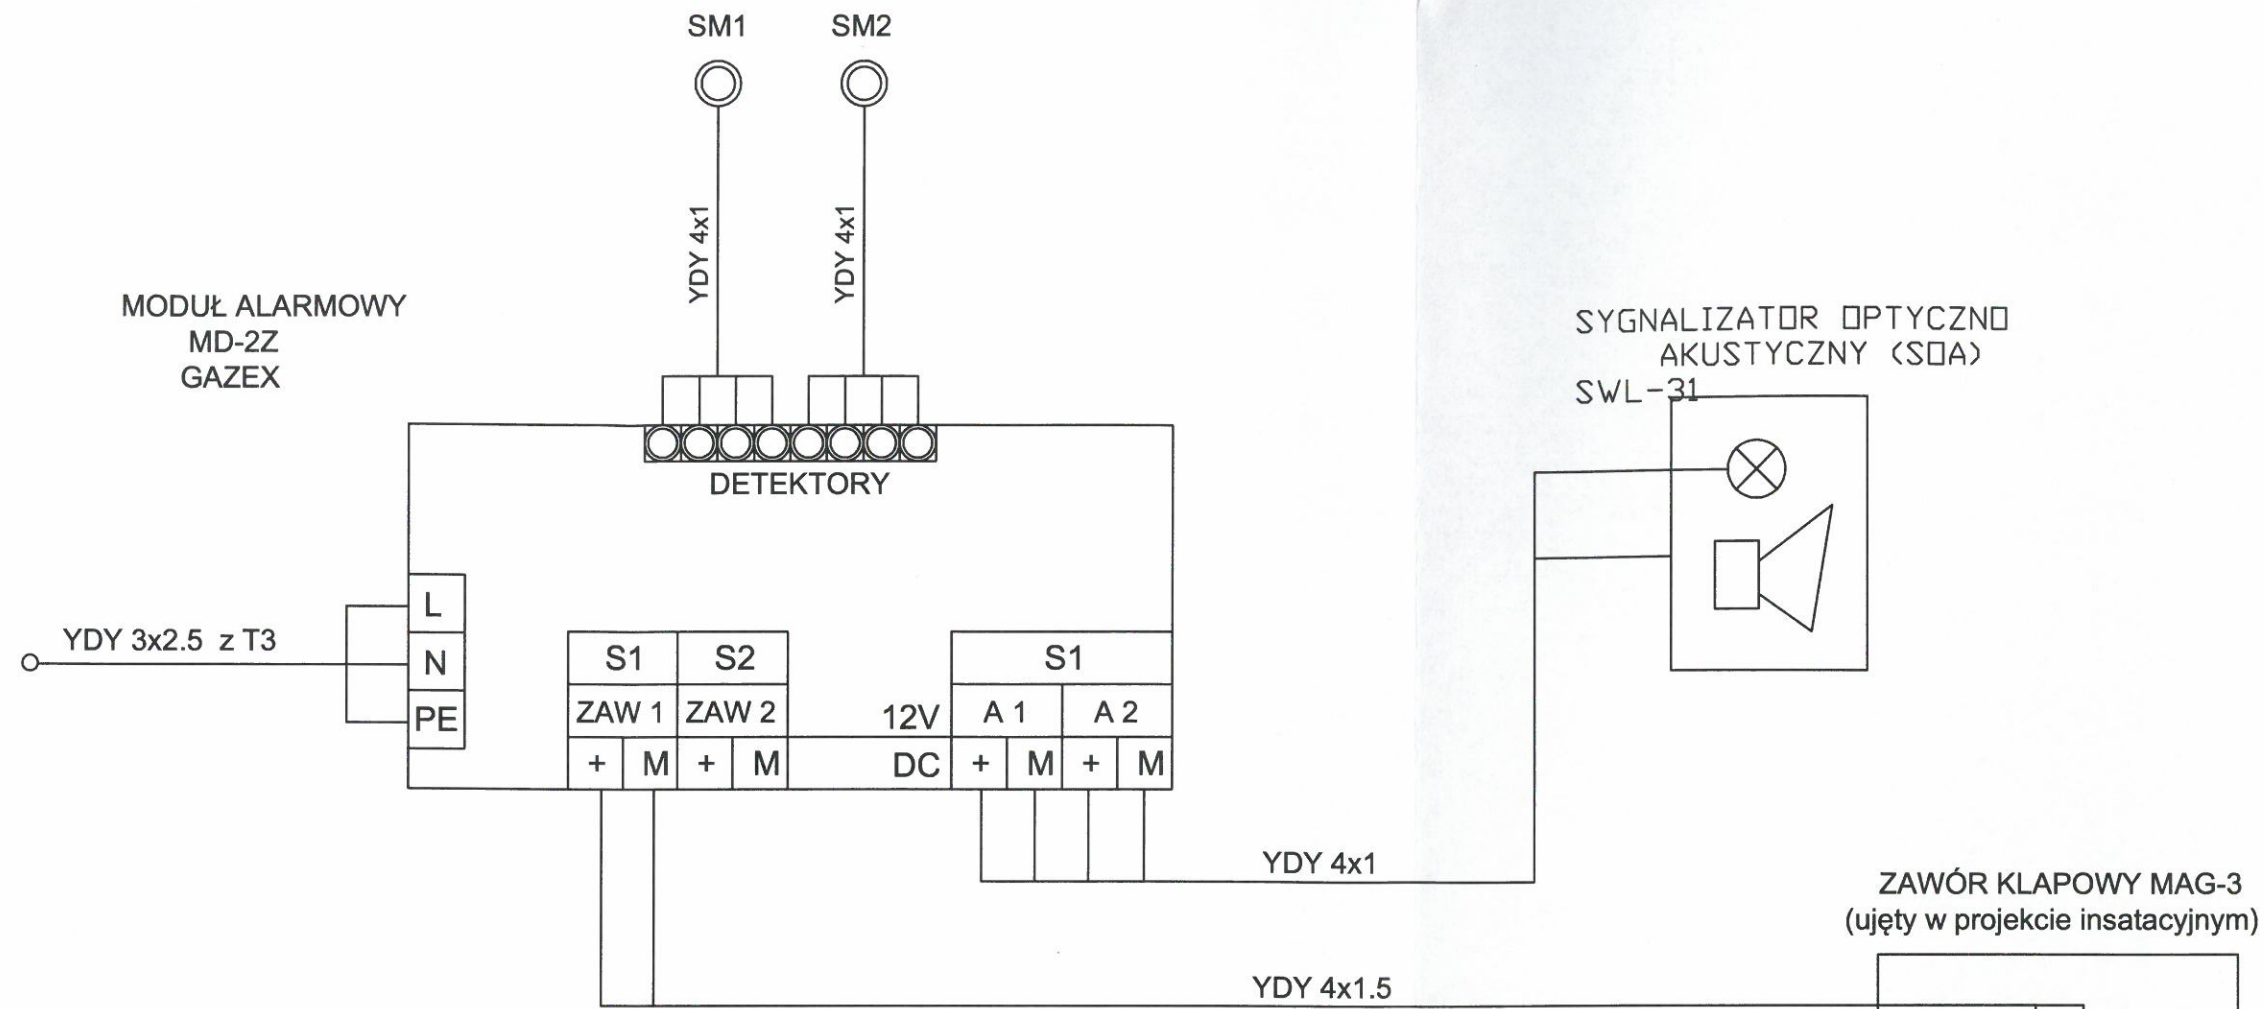 SM1 SM2
YDY 4x1
YDY 4x1
MODUŁ ALARMOWY
MD-2Z
GAZEX
SYGNALIZATOR OPTYCZNO
AKUSTYCZNY (SOA)
SWL-31
DETEKTORY
L
YDY 3x2.5 z T3
N
PE
S1 S2
ZAW 1 ZAW 2
+ M + M
12V
DC
S1
A 1 A 2
+ M + M
YDY 4x1
ZAWÓR KLAPOWY MAG-3
(ujęty w projekcie insatacyjnym)
YDY 4x1.5